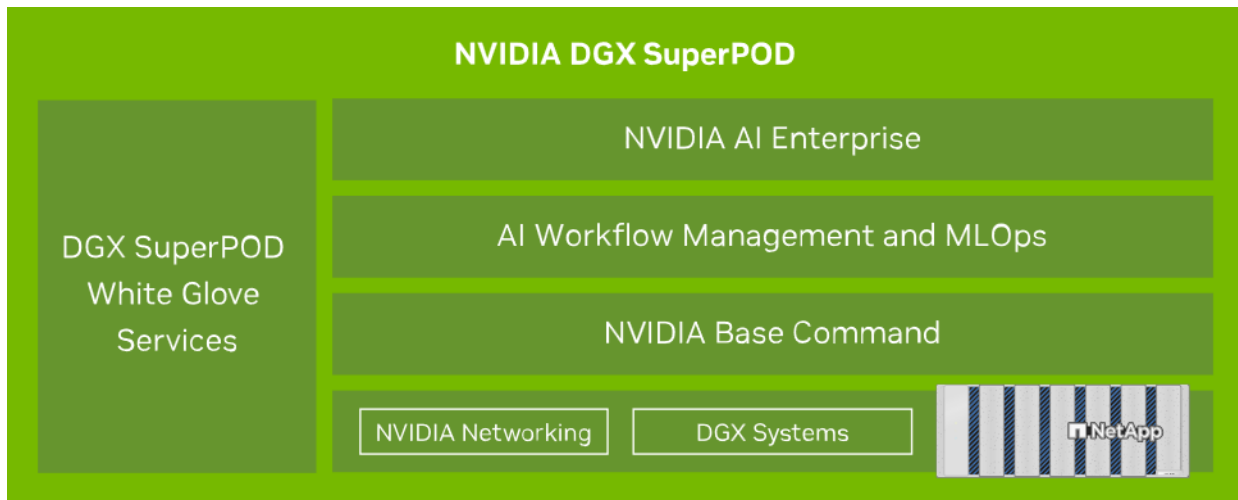 NVIDIA DGX SuperPOD
DGX SuperPOD
White Glove
Services
NVIDIA AI Enterprise
AI Workflow Management and MLOps
NVIDIA Base Command
NVIDIA Networking
DGX Systems
NetApp